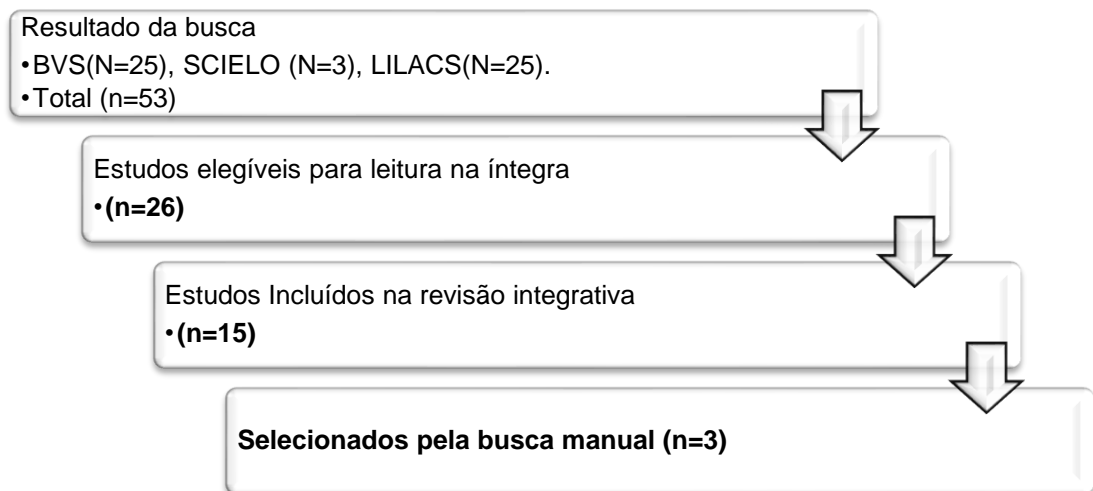 Resultado da busca
•BVS(N=25), SCIELO (N=3), LILACS(N=25).
•Total (n=53)
Estudos elegíveis para leitura na íntegra
•(n=26)
Estudos Incluídos na revisão integrativa
•(n=15)
Selecionados pela busca manual (n=3)